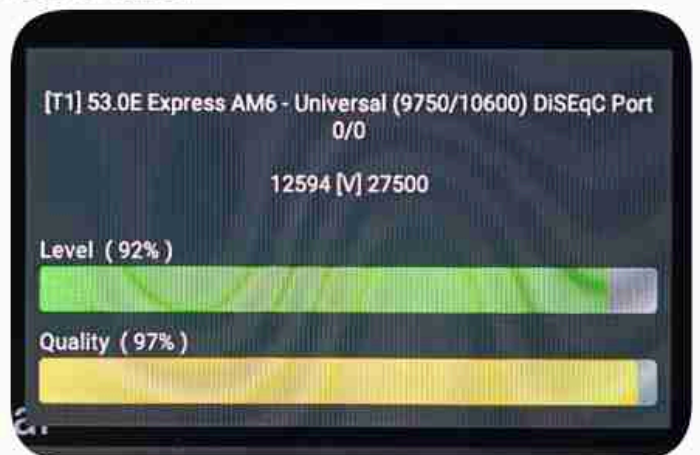 [T1] 53.0E Express AM6 - Universal (9750/10600) DiSEqC Port
0/0
12594 [V] 27500
Level ( 92% )
Quality ( 97% )